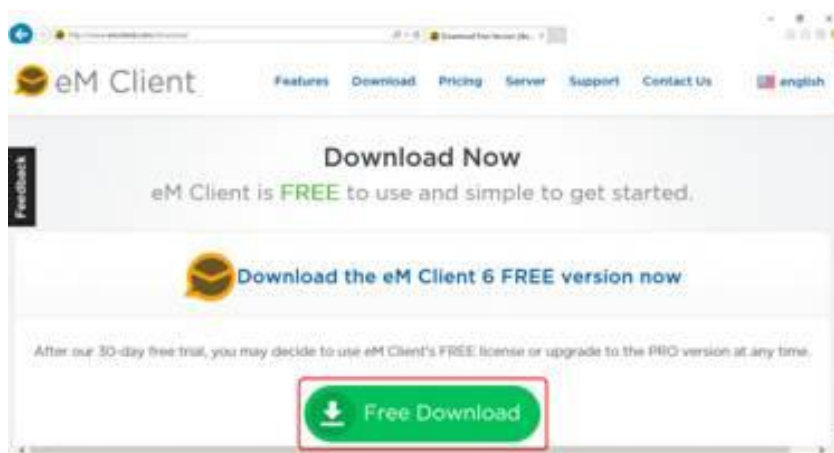 Download Free Version
eM Client
Features Download Pricing Server Support Contact Us english
Feedback
Download Now
eM Client is FREE to use and simple to get started.
Download the eM Client 6 FREE version now
After our 30-day free trial, you may decide to use eM Client's FREE license or upgrade to the PRO version at any time.
Free Download